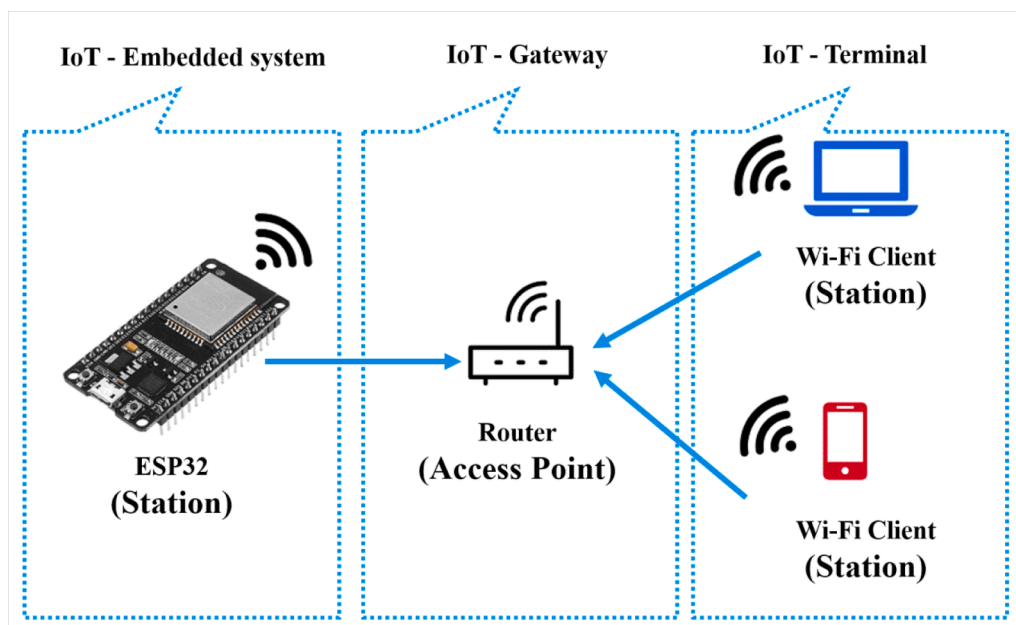 IoT - Embedded system
IoT - Gateway
IoT - Terminal
Wi-Fi Client
(Station)
Router
(Access Point)
ESP32
(Station)
Wi-Fi Client
(Station)